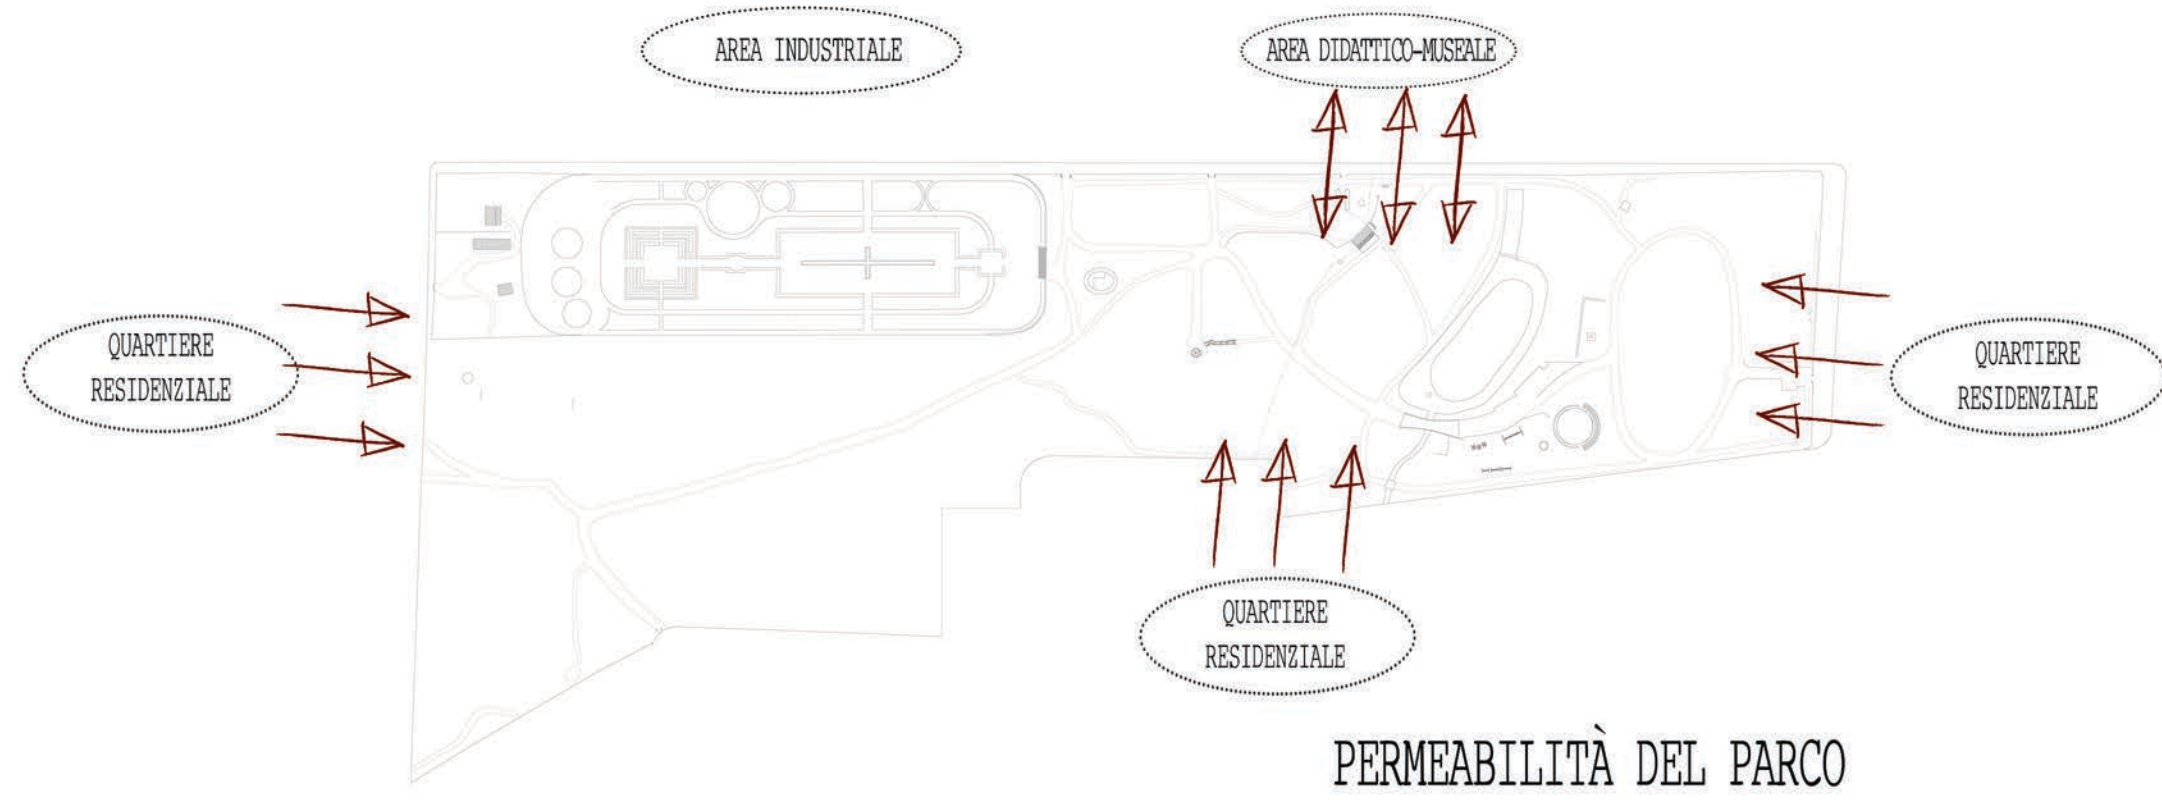 AREA INDUSTRIALE
AREA DIDATTICO-MUSEALE
QUARTIERE
RESIDENZIALE
QUARTIERE
RESIDENZIALE
QUARTIERE
RESIDENZIALE
PERMEABILITÀ DEL PARCO